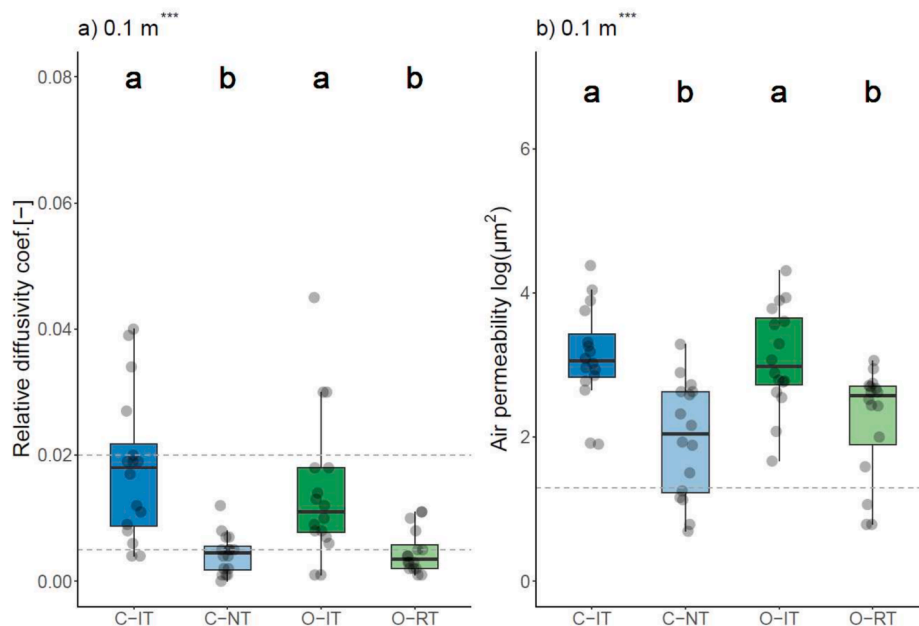 a) 0.1 m***
a b a b
Relative diffusivity coef.[−]
0.08
0.06
0.04
0.02
0.00
C−IT C−NT O−IT O−RT
b) 0.1 m***
a b a b
Air permeability log(μm²)
6
4
2
0
C−IT C−NT O−IT O−RT